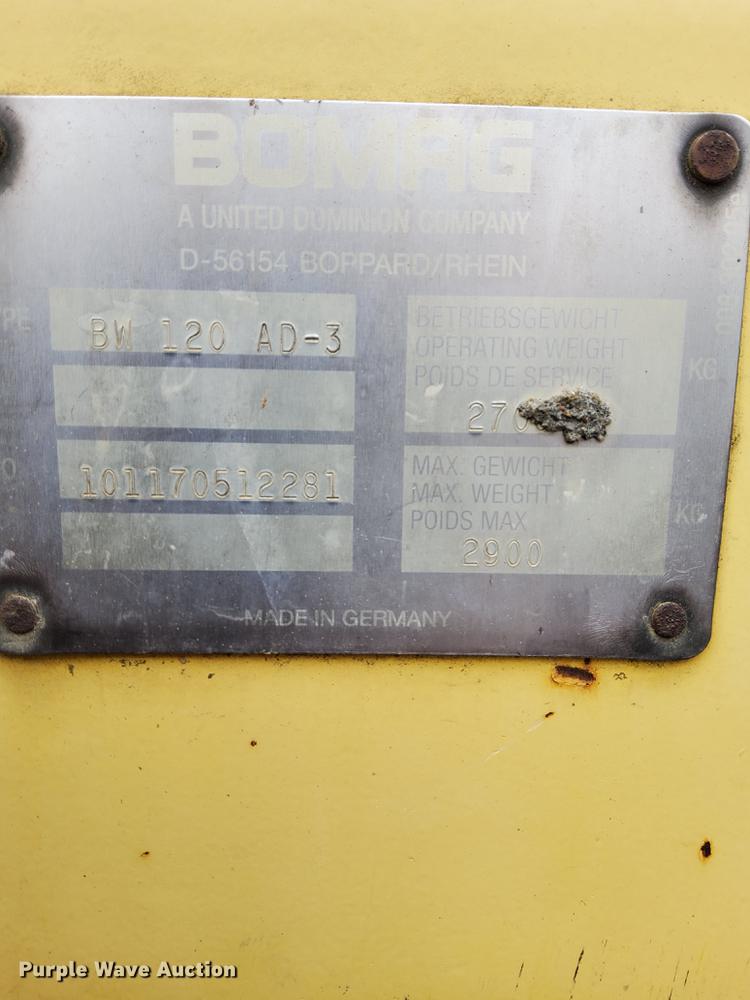 BOMAG
A UNITED DOMINION COMPANY
D-56154 BOPPARD/RHEIN
BW 120 AD-3
101170512281
BETRIEBSGEWICHT
OPERATING WEIGHT
POIDS DE SERVICE
KG
MAX. GEWICHT
MAX. WEIGHT
POIDS MAX
KG
2900
MADE IN GERMANY
Purple Wave Auction